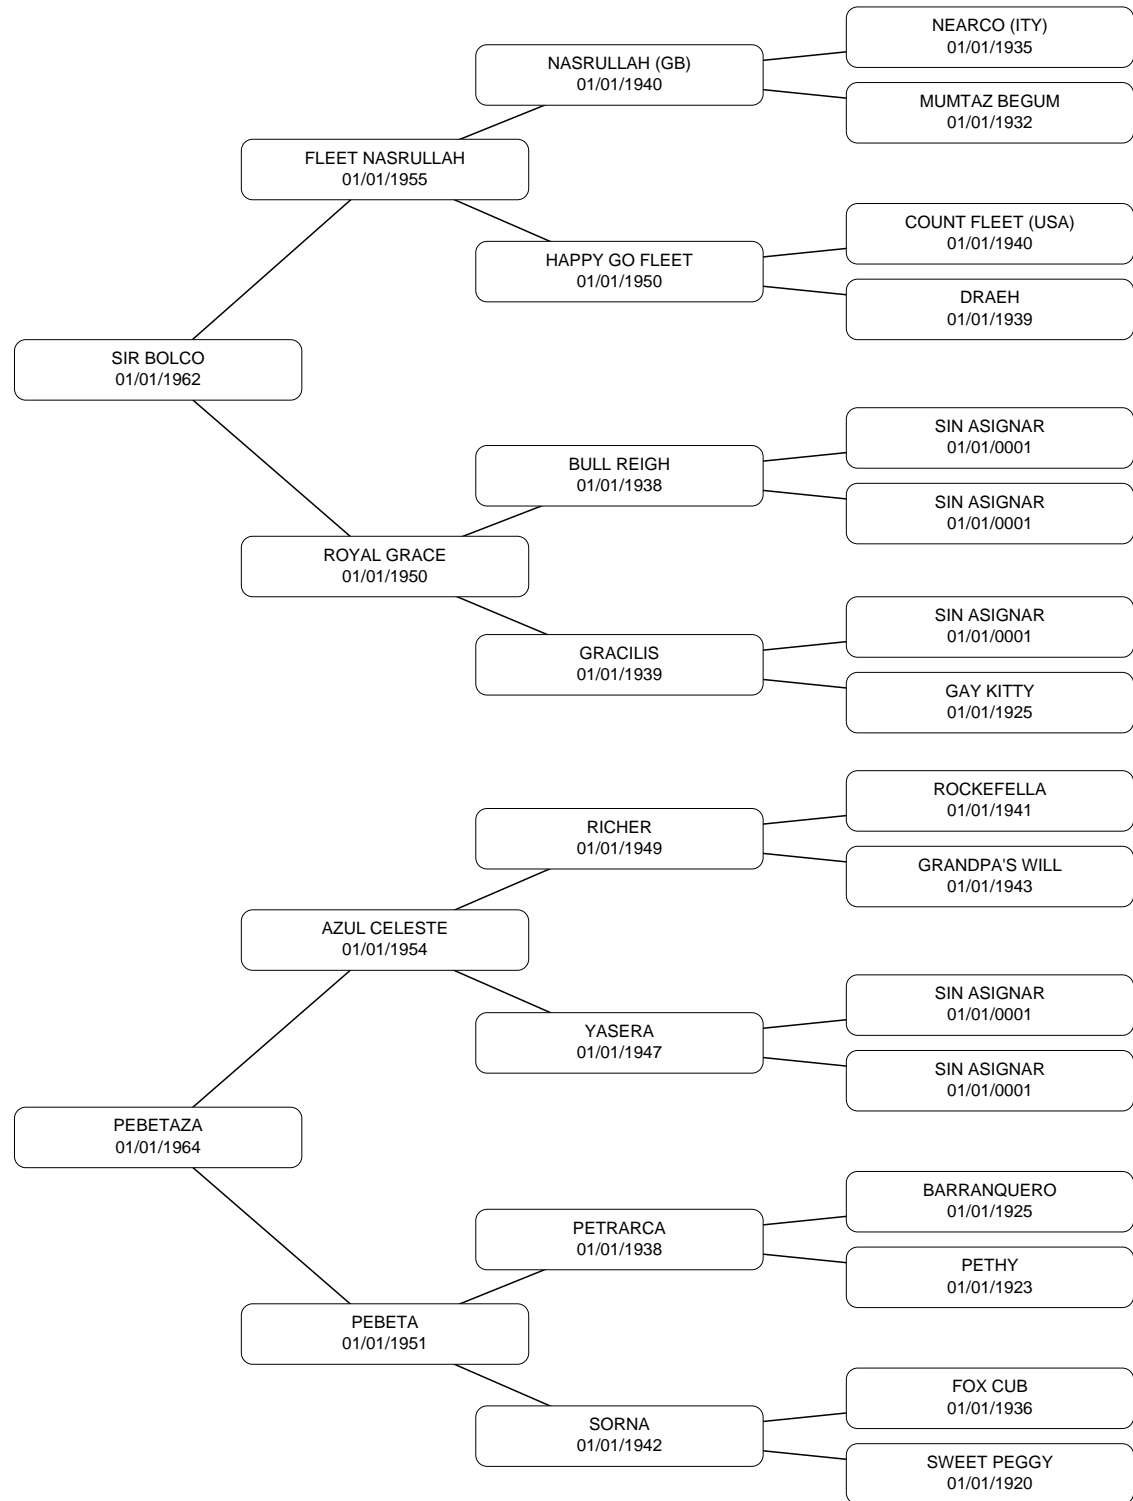 NEARCO (ITY)
01/01/1935
NASRULLAH (GB)
01/01/1940
MUMTAZ BEGUM
01/01/1932
FLEET NASRULLAH
01/01/1955
COUNT FLEET (USA)
01/01/1940
HAPPY GO FLEET
01/01/1950
DRAEH
01/01/1939
SIR BOLCO
01/01/1962
SIN ASIGNAR
01/01/0001
BULL REIGH
01/01/1938
SIN ASIGNAR
01/01/0001
ROYAL GRACE
01/01/1950
SIN ASIGNAR
01/01/0001
GRACILIS
01/01/1939
GAY KITTY
01/01/1925
ROCKEFELLA
01/01/1941
RICHER
01/01/1949
GRANDPA'S WILL
01/01/1943
AZUL CELESTE
01/01/1954
SIN ASIGNAR
01/01/0001
YASERA
01/01/1947
SIN ASIGNAR
01/01/0001
PEBETAZA
01/01/1964
BARRANQUERO
01/01/1925
PETRARCA
01/01/1938
PETHY
01/01/1923
PEBETA
01/01/1951
FOX CUB
01/01/1936
SORNA
01/01/1942
SWEET PEGGY
01/01/1920